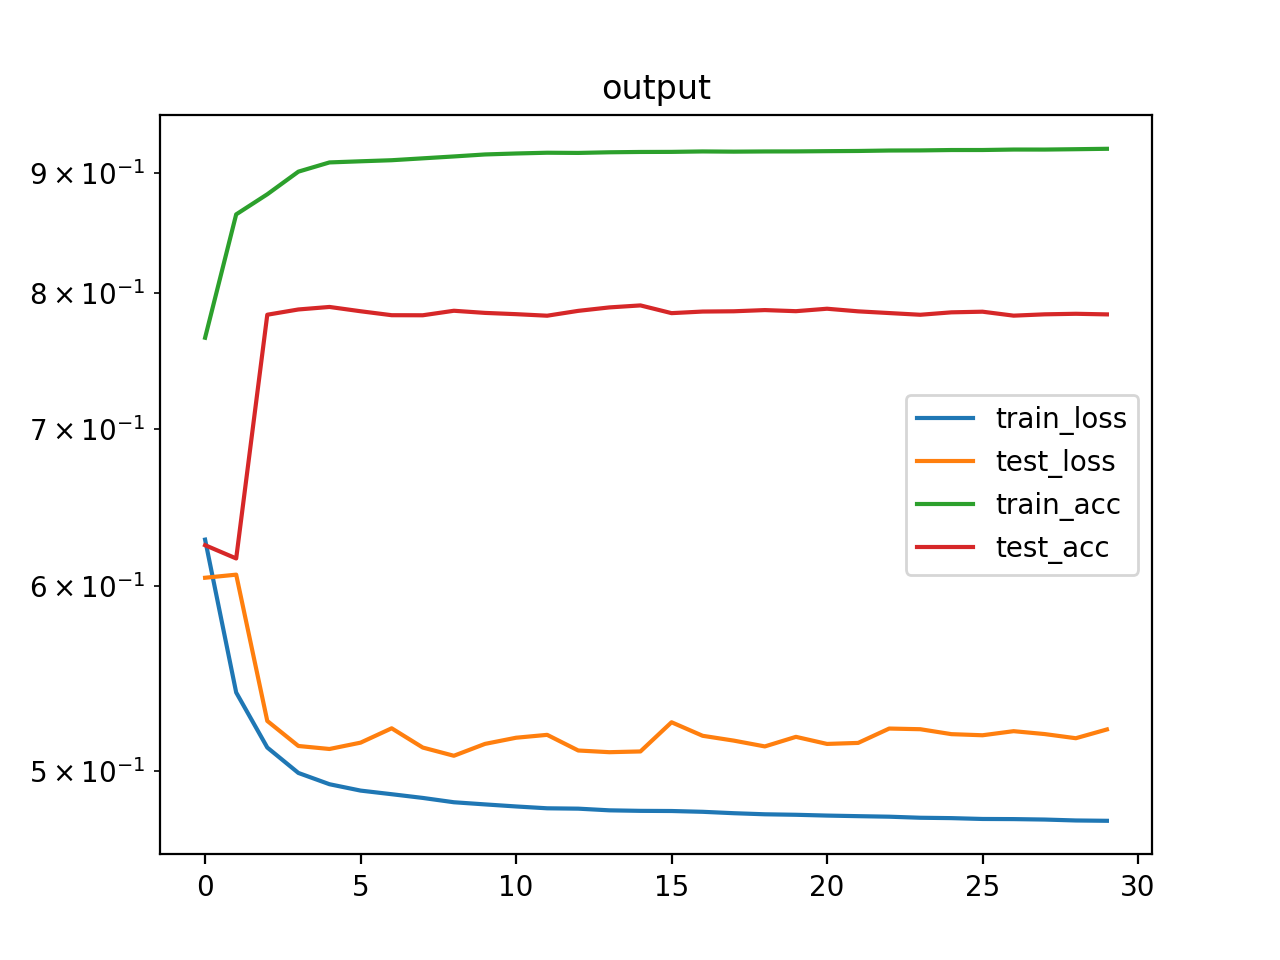 output
9 × 10⁻¹
8 × 10⁻¹
7 × 10⁻¹
6 × 10⁻¹
5 × 10⁻¹
train_loss
test_loss
train_acc
test_acc
0 5 10 15 20 25 30